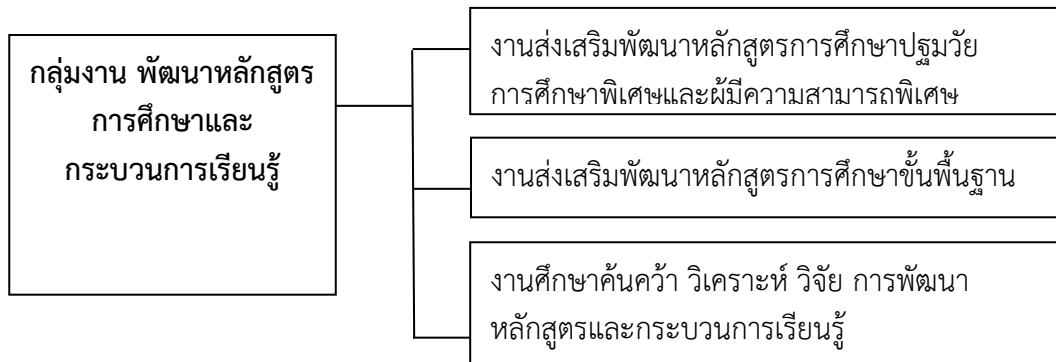 กลุ่มงาน พัฒนาหลักสูตร
การศึกษาและ
กระบวนการเรียนรู้
งานส่งเสริมพัฒนาหลักสูตรการศึกษาปฐมวัย
การศึกษาพิเศษและผู้มีความสามารถพิเศษ
งานส่งเสริมพัฒนาหลักสูตรการศึกษาขั้นพื้นฐาน
งานศึกษาค้นคว้า วิเคราะห์ วิจัย การพัฒนา
หลักสูตรและกระบวนการเรียนรู้